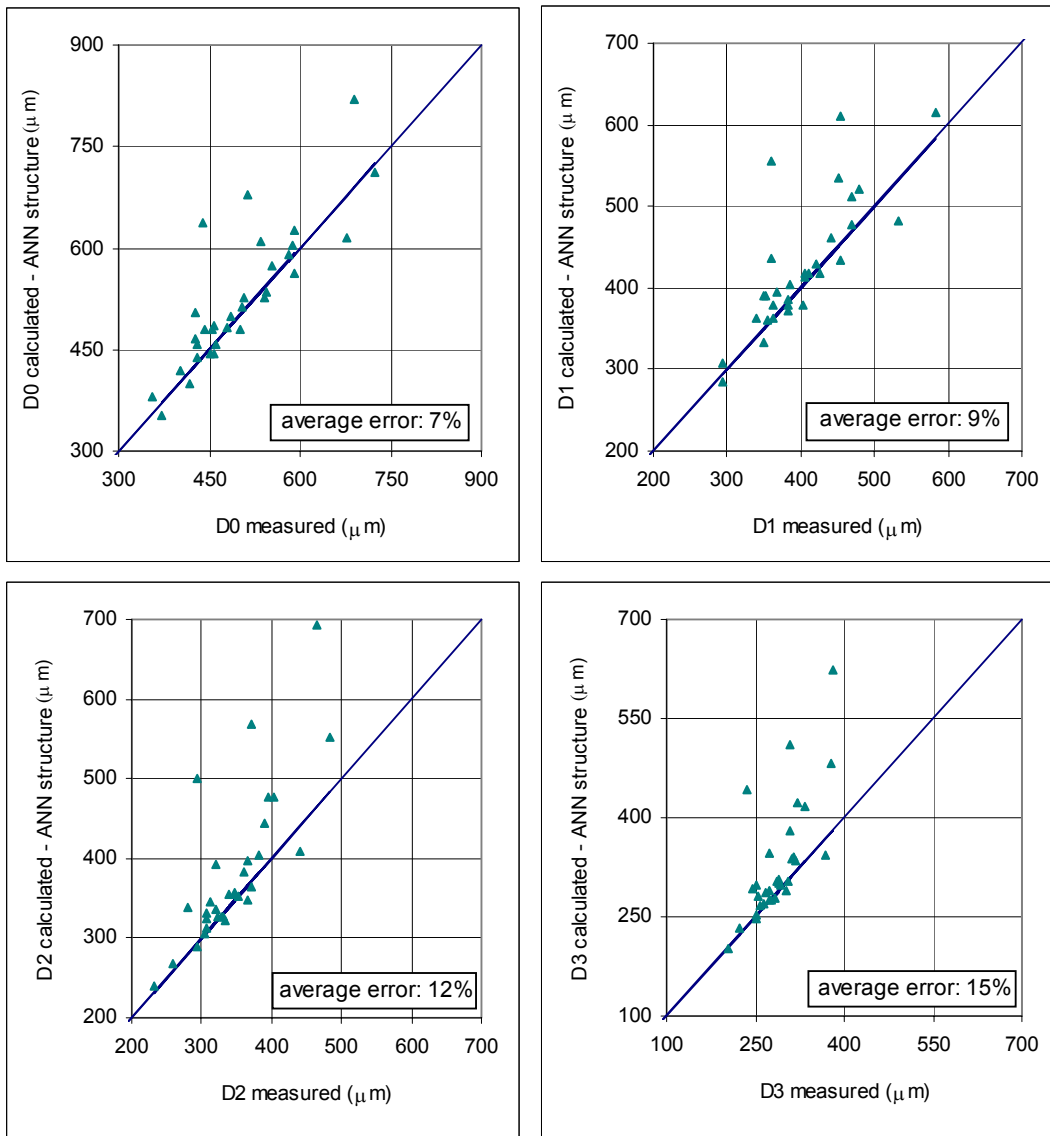 900
750
600
450
300
D0 calculated - ANN structure (μm)
average error: 7%
300 450 600 750 900
D0 measured (μm)
700
600
500
400
300
200
D1 calculated - ANN structure (μm)
average error: 9%
200 300 400 500 600 700
D1 measured (μm)
700
600
500
400
300
200
D2 calculated - ANN structure (μm)
average error: 12%
200 300 400 500 600 700
D2 measured (μm)
700
550
400
250
100
D3 calculated - ANN structure (μm)
average error: 15%
100 250 400 550 700
D3 measured (μm)